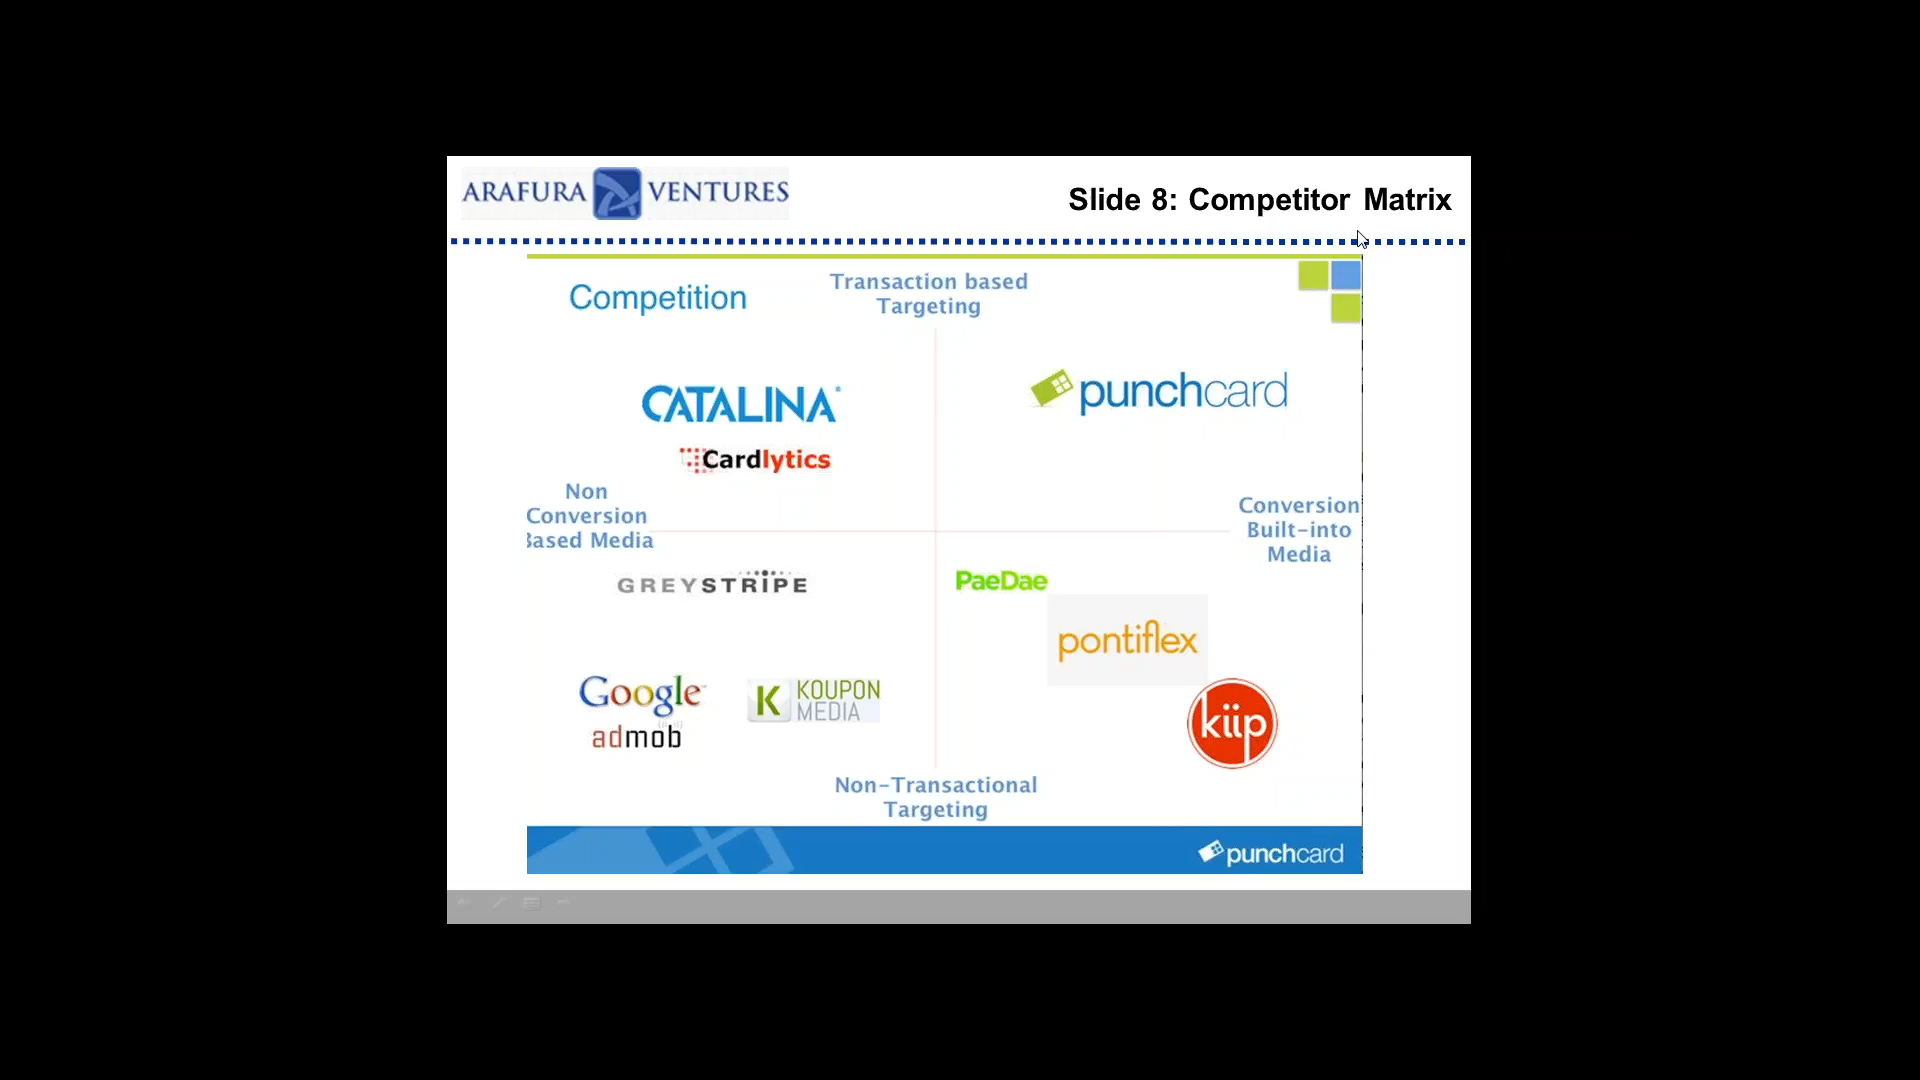 ARAFURA VENTURES
Slide 8: Competitor Matrix
Competition
Transaction based
Targeting
CATALINA
punchcard
Cardlytics
Non
Conversion
Based Media
Conversion
Built-into
Media
GREYSTRIPE
PaeDae
pontiflex
Google™
admob
K KOUPON
MEDIA
kiip
Non-Transactional
Targeting
punchcard